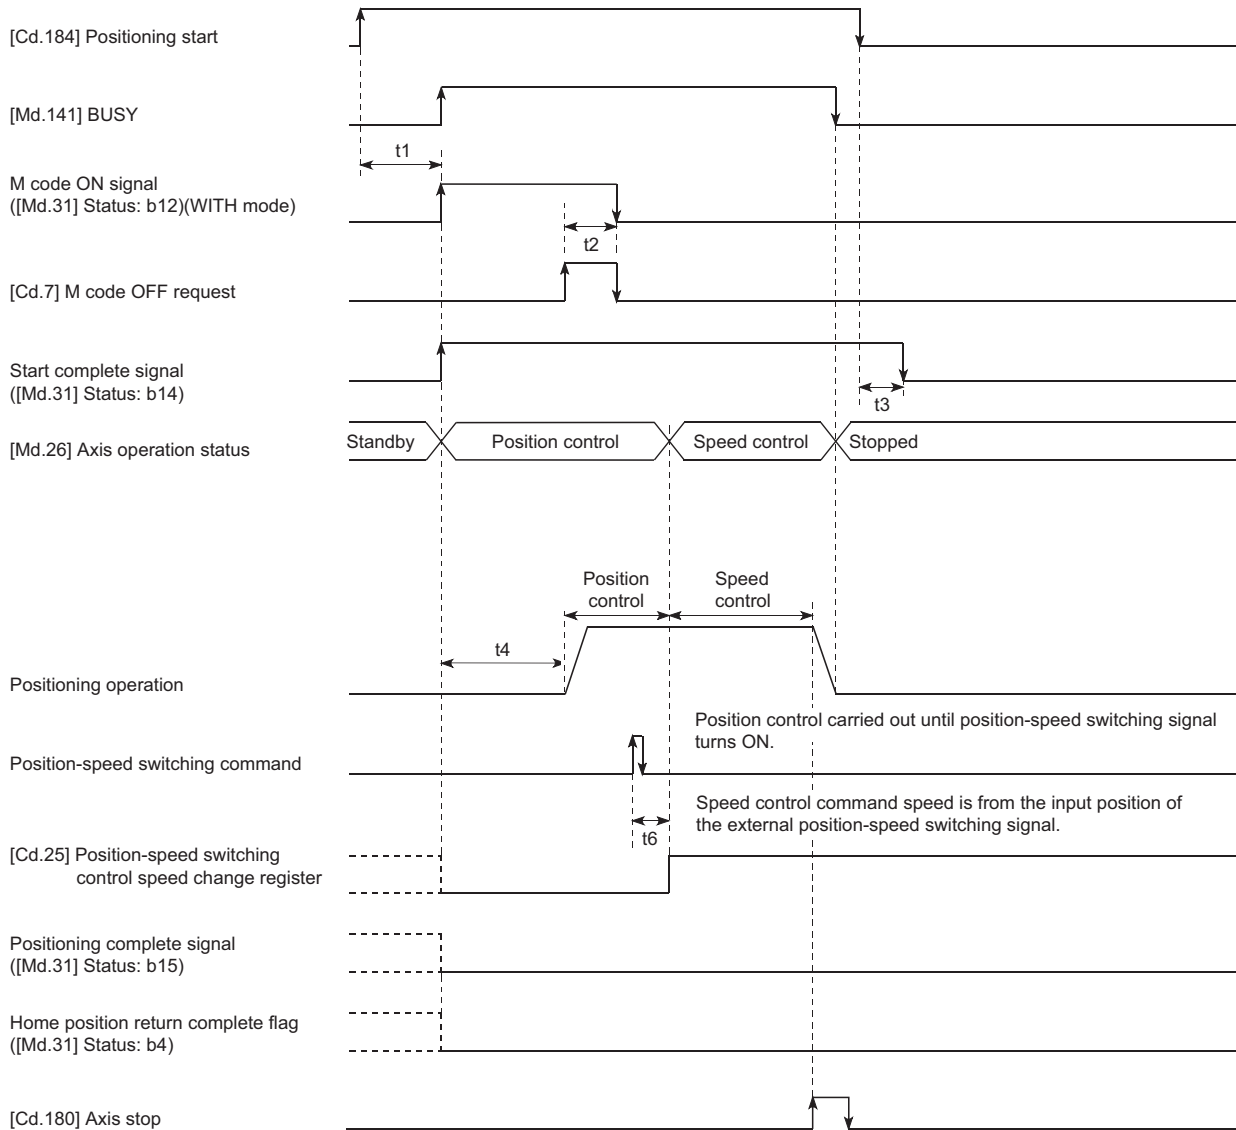 [Cd.184] Positioning start
[Md.141] BUSY
t1
M code ON signal
([Md.31] Status: b12)(WITH mode)
t2
[Cd.7] M code OFF request
Start complete signal
([Md.31] Status: b14)
t3
[Md.26] Axis operation status
Standby
Position control
Speed control
Stopped
Position
control
Speed
control
t4
Positioning operation
Position control carried out until position-speed switching signal
turns ON.
Position-speed switching command
Speed control command speed is from the input position of
the external position-speed switching signal.
t6
[Cd.25] Position-speed switching
control speed change register
Positioning complete signal
([Md.31] Status: b15)
Home position return complete flag
([Md.31] Status: b4)
[Cd.180] Axis stop